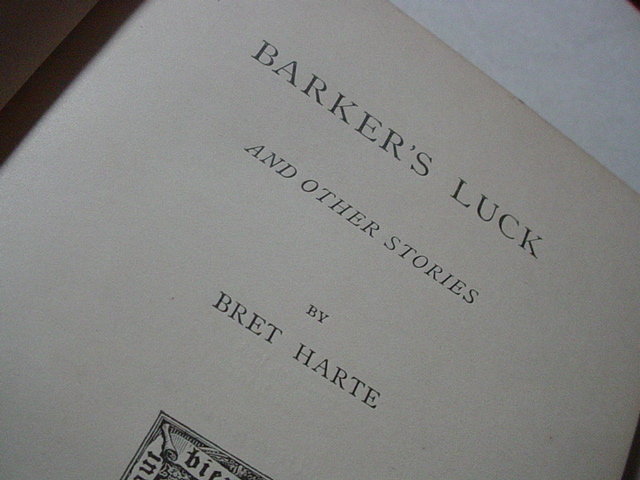 BARKER'S LUCK
AND OTHER STORIES
BY
BRET HARTE